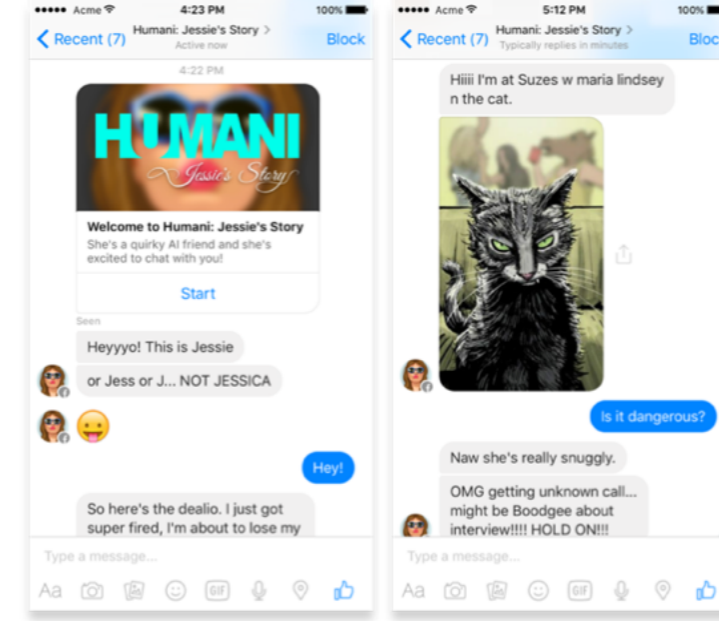 Acme
4:23 PM
100%
Recent (7)
Humani: Jessie's Story
Active now
Block
4:22 PM
HUMANI
Jessie's Story
Welcome to Humani: Jessie's Story
She's a quirky AI friend and she's
excited to chat with you!
Start
Seen
Heyyyo! This is Jessie
or Jess or J... NOT JESSICA
Hey!
So here's the dealio. I just got
super fired, I'm about to lose my
Type a message...
Aa
GIF
Acme
5:12 PM
100%
Recent (7)
Humani: Jessie's Story
Typically replies in minutes
Bloc
Hiiii I'm at Suzes w maria lindsey
n the cat.
Is it dangerous?
Naw she's really snuggly.
OMG getting unknown call...
might be Boodgee about
interview!!!! HOLD ON!!!
Type a message...
Aa
GIF